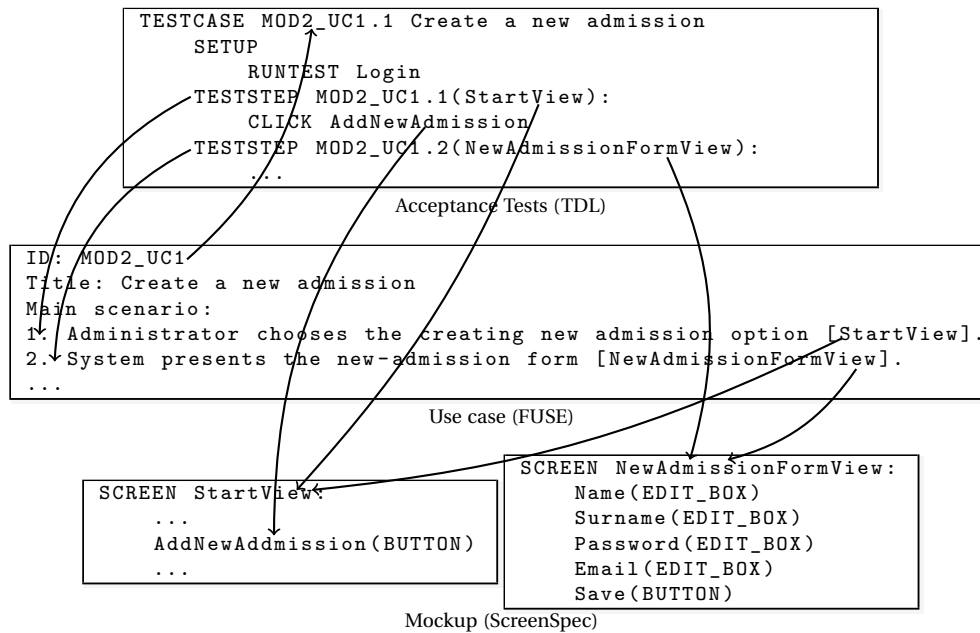 TESTCASE MOD2_UC1.1 Create a new admission
SETUP
RUNTEST Login
TESTSTEP MOD2_UC1.1(StartView):
CLICK AddNewAdmission
TESTSTEP MOD2_UC1.2(NewAdmissionFormView):
...
Acceptance Tests (TDL)
ID: MOD2_UC1
Title: Create a new admission
Main scenario:
1. Administrator chooses the creating new admission option [StartView].
2. System presents the new-admission form [NewAdmissionFormView].
...
Use case (FUSE)
SCREEN StartView:
...
AddNewAddmission(BUTTON)
...
SCREEN NewAdmissionFormView:
Name(EDIT_BOX)
Surname(EDIT_BOX)
Password(EDIT_BOX)
Email(EDIT_BOX)
Save(BUTTON)
Mockup (ScreenSpec)